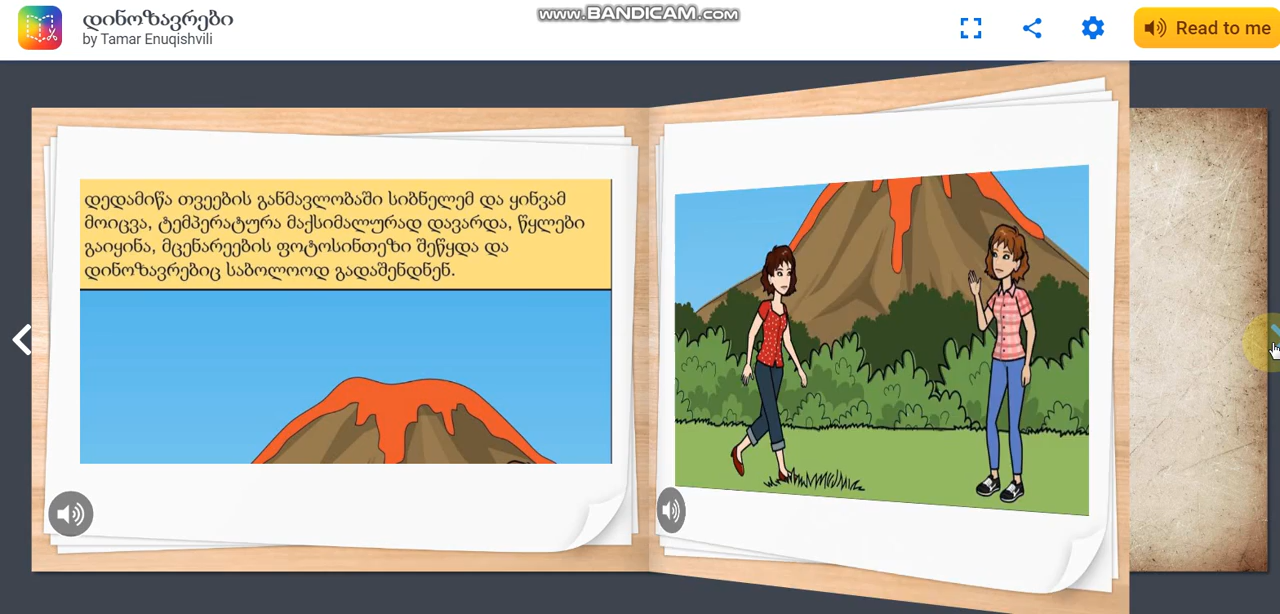 www.BANDICAM.com
დინოზავრები
by Tamar Enuqishvili
Read to me
დედამიწა თვეების განმავლობაში სიბნელემ და ყინვამ
მოიცვა, ტემპერატურა მაქსიმალურად დავარდა, წყლები
გაიყინა, მცენარეების ფოტოსინთეზი შეწყდა და
დინოზავრებიც საბოლოოდ გადაშენდნენ.